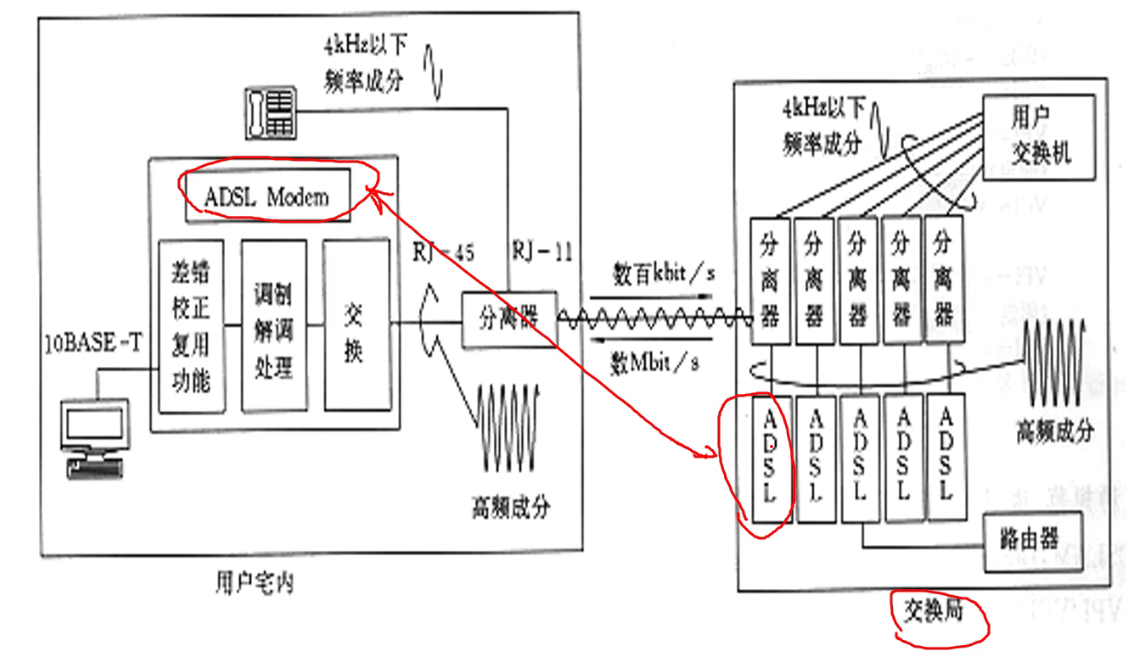 4kHz以下
频率成分
ADSL Modem
RJ-45
RJ-11
差错
校正
复用
功能
调制
解调
处理
交
换
10BASE-T
分离器
高频成分
用户宅内
数百kbit/s
数Mbit/s
4kHz以下
频率成分
用户
交换机
分离器
分离器
分离器
分离器
分离器
ADSL
ADSL
ADSL
ADSL
ADSL
高频成分
路由器
交换局